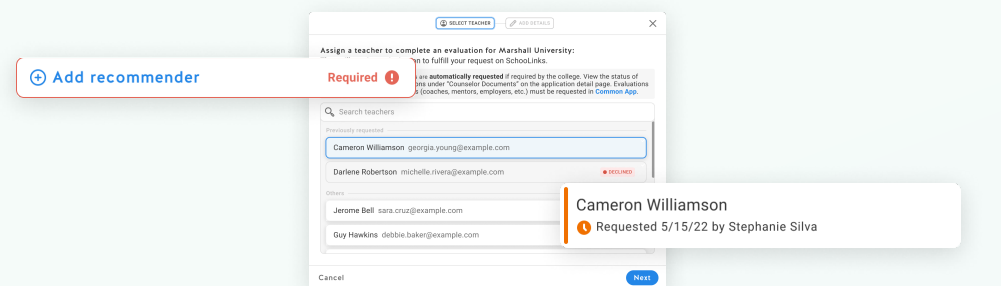 SELECT TEACHER
ADD DETAILS
Assign a teacher to complete an evaluation for Marshall University:
to fulfill your request on SchooLinks.
Add recommender
Required
are automatically requested if required by the college. View the status of
under "Counselor Documents" on the application detail page. Evaluations
(coaches, mentors, employers, etc.) must be requested in Common App.
Search teachers
Previously requested
Cameron Williamson georgia.young@example.com
Darlene Robertson michelle.rivera@example.com
DECLINED
Others
Jerome Bell sara.cruz@example.com
Guy Hawkins debbie.baker@example.com
Cameron Williamson
Requested 5/15/22 by Stephanie Silva
Cancel
Next